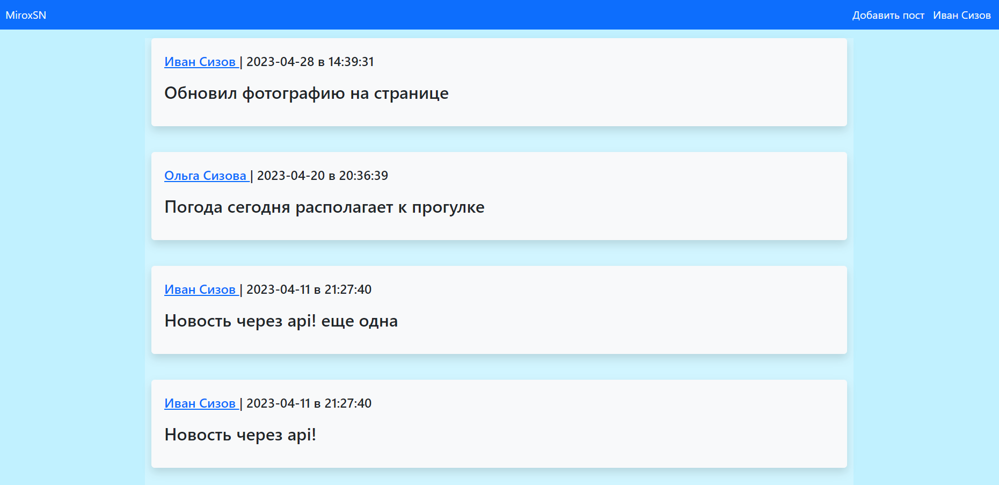 MiroxSN
Добавить пост Иван Сизов
Иван Сизов | 2023-04-28 в 14:39:31
Обновил фотографию на странице
Ольга Сизова | 2023-04-20 в 20:36:39
Погода сегодня располагает к прогулке
Иван Сизов | 2023-04-11 в 21:27:40
Новость через api! еще одна
Иван Сизов | 2023-04-11 в 21:27:40
Новость через api!